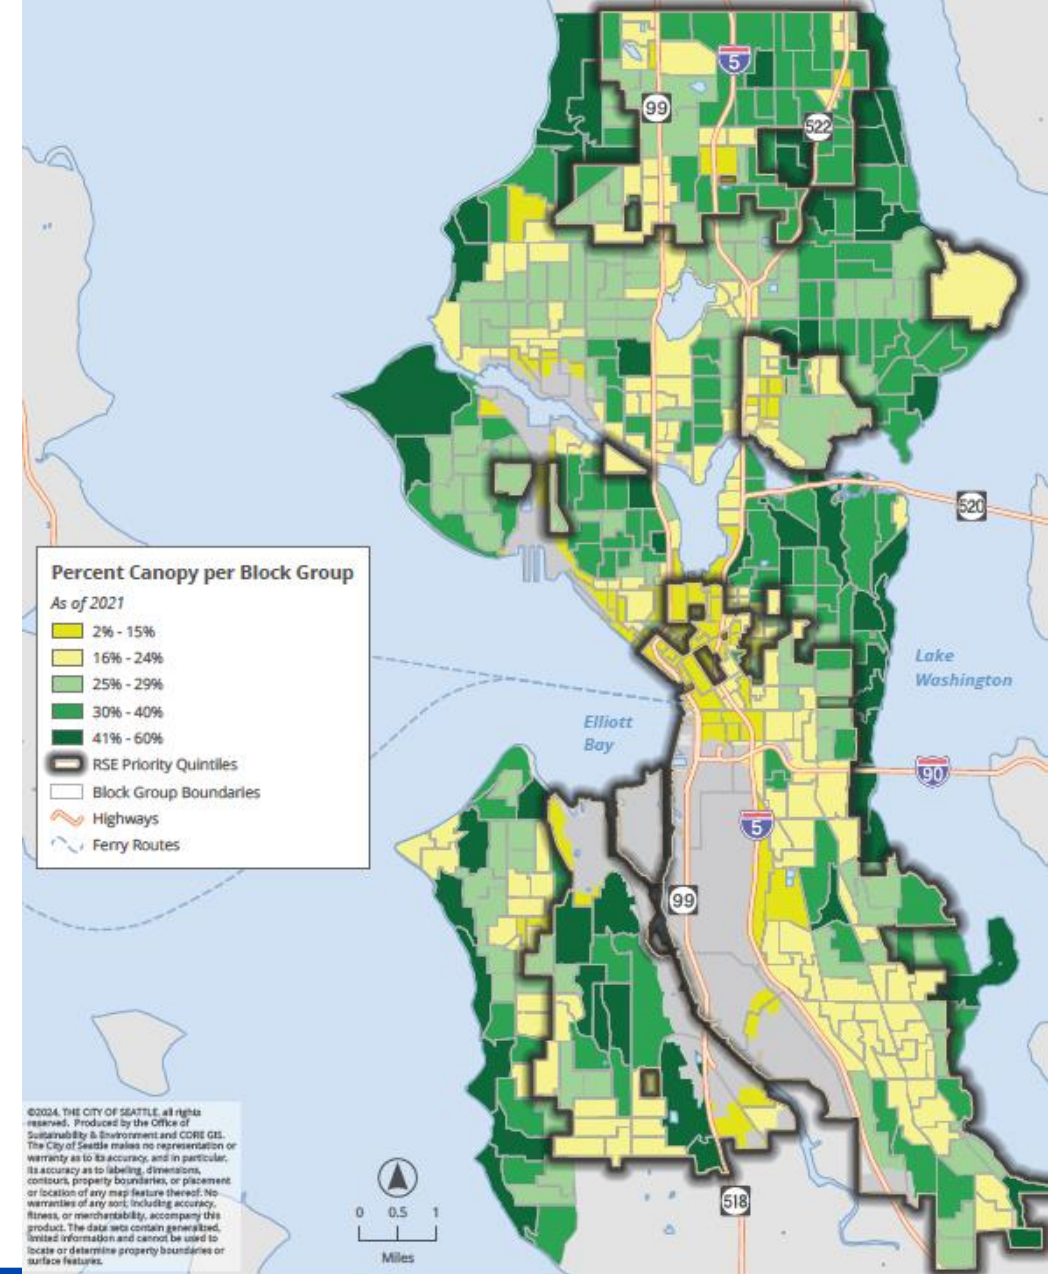 5
99
522
520
Percent Canopy per Block Group
As of 2021
2% - 15%
16% - 24%
25% - 29%
30% - 40%
41% - 60%
RSE Priority Quintiles
Block Group Boundaries
Highways
Ferry Routes
Lake
Washington
Elliott
Bay
90
5
99
©2024, THE CITY OF SEATTLE, all rights
reserved. Produced by the Office of
Sustainability & Environment and CORE GIS.
The City of Seattle makes no representation or
warranty as to its accuracy, and in particular,
its accuracy as to labeling, dimensions,
contours, property boundaries, or placement
or location of any map feature thereof. No
warranties of any sort, including accuracy,
fitness, or merchantability, accompany this
product. The data sets contain generalized,
limited information and cannot be used to
locate or determine property boundaries or
surface features.
0 0.5 1
Miles
518